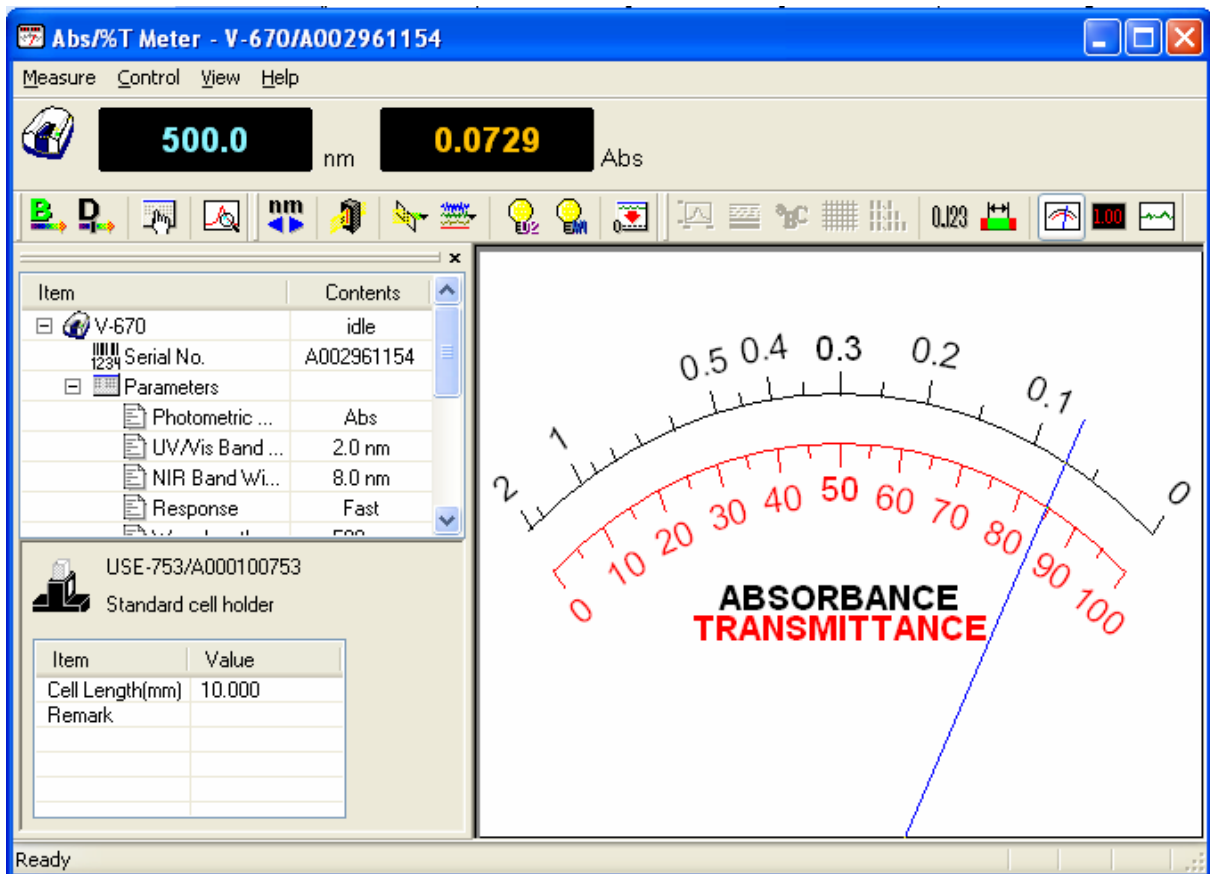 Abs/%T Meter - V-670/A002961154
Measure Control View Help
500.0 nm 0.0729 Abs
B D nm D2 0.123 1.00
Item Contents
V-670 idle
1234 Serial No. A002961154
Parameters
Photometric ... Abs
UV/Vis Band ... 2.0 nm
NIR Band Wi... 8.0 nm
Response Fast
USE-753/A000100753
Standard cell holder
Item Value
Cell Length(mm) 10.000
Remark
2 1 0.5 0.4 0.3 0.2 0.1 0
0 10 20 30 40 50 60 70 80 90 100
ABSORBANCE
TRANSMITTANCE
Ready